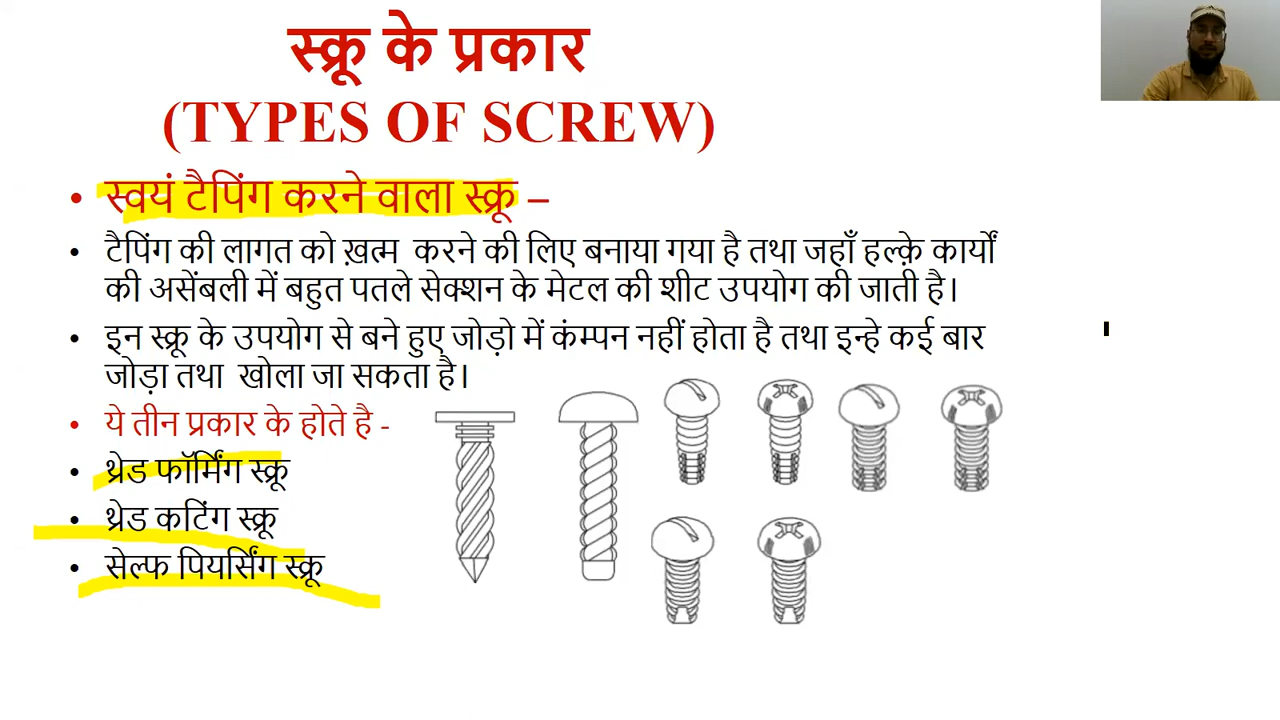 स्क्रू के प्रकार
(TYPES OF SCREW)
• स्वयं टैपिंग करने वाला स्क्रू –
• टैपिंग की लागत को ख़त्म करने की लिए बनाया गया है तथा जहाँ हल्क़े कार्यों
की असेंबली में बहुत पतले सेक्शन के मेटल की शीट उपयोग की जाती है।
• इन स्क्रू के उपयोग से बने हुए जोड़ो में कंम्पन नहीं होता है तथा इन्हे कई बार
जोड़ा तथा खोला जा सकता है।
• ये तीन प्रकार के होते है -
• थ्रेड फॉर्मिंग स्क्रू
• थ्रेड कटिंग स्क्रू
• सेल्फ पियर्सिंग स्क्रू